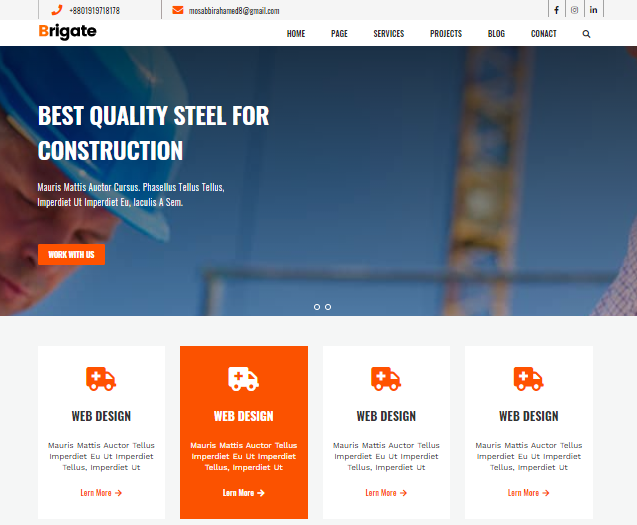 +8801919718178 mosabbirahamed8@gmail.com
Brigate HOME PAGE SERVICES PROJECTS BLOG CONTACT
BEST QUALITY STEEL FOR
CONSTRUCTION
Mauris Mattis Auctor Cursus. Phasellus Tellus Tellus,
Imperdiet Ut Imperdiet Eu, Iaculis A Sem.
WORK WITH US
WEB DESIGN
Mauris Mattis Auctor Tellus
Imperdiet Eu Ut Imperdiet
Tellus, Imperdiet Ut
Lern More
WEB DESIGN
Mauris Mattis Auctor Tellus
Imperdiet Eu Ut Imperdiet
Tellus, Imperdiet Ut
Lern More
WEB DESIGN
Mauris Mattis Auctor Tellus
Imperdiet Eu Ut Imperdiet
Tellus, Imperdiet Ut
Lern More
WEB DESIGN
Mauris Mattis Auctor Tellus
Imperdiet Eu Ut Imperdiet
Tellus, Imperdiet Ut
Lern More